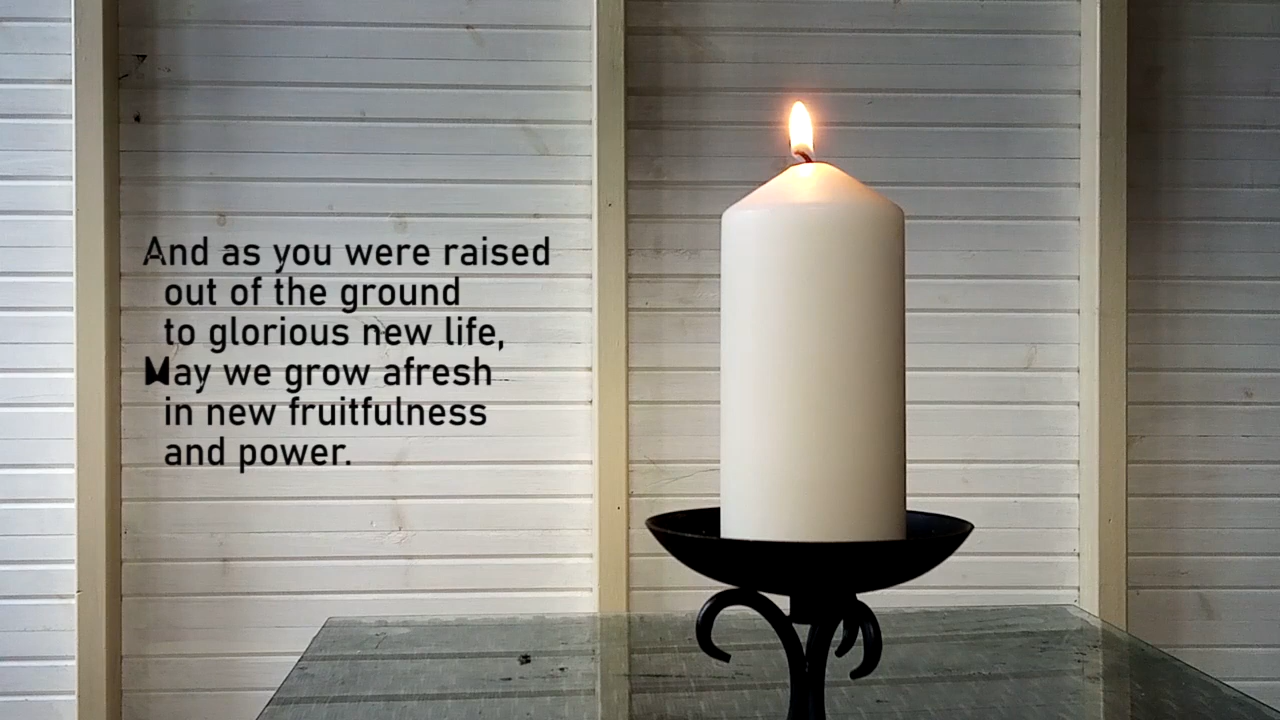 And as you were raised
out of the ground
to glorious new life,
May we grow afresh
in new fruitfulness
and power.